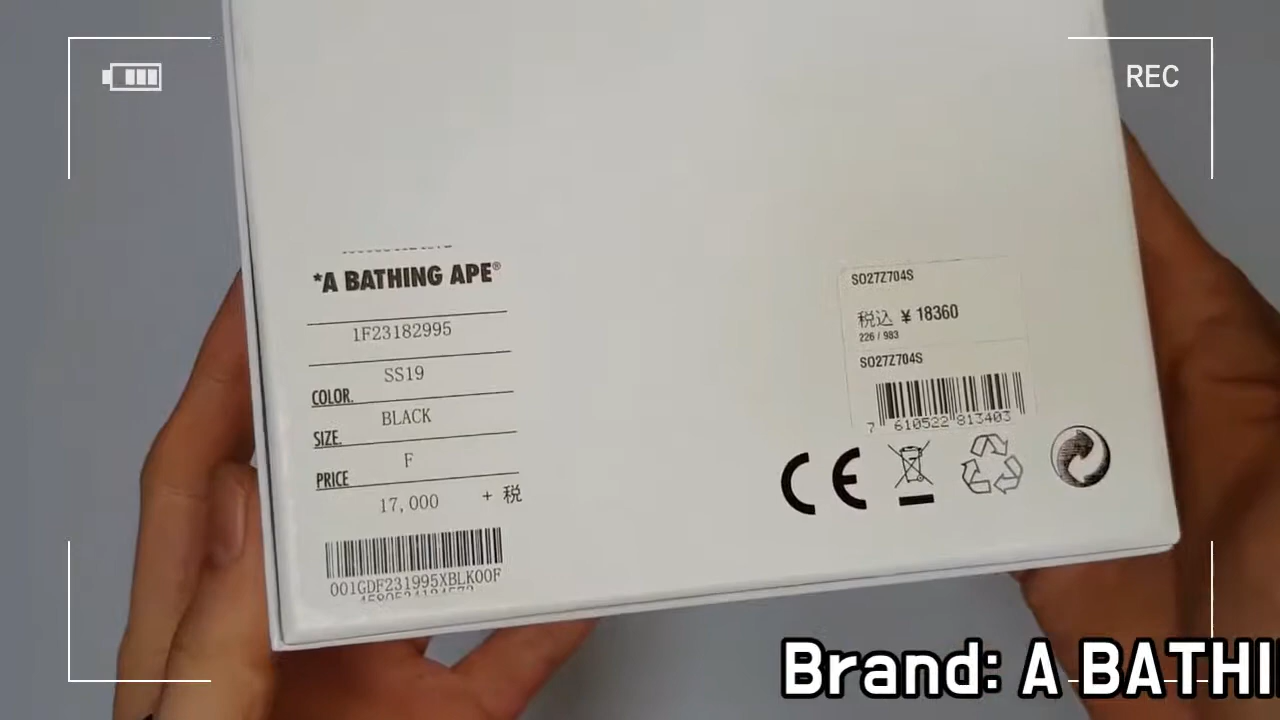 REC
*A BATHING APE®
1F23182995
SS19
COLOR.
BLACK
SIZE.
F
PRICE
17,000 + 税
001GDF231995XBLK00F
SO27Z704S
税込 ¥ 18360
226 / 983
SO27Z704S
7 610522 813403
CE
Brand: A BATHI